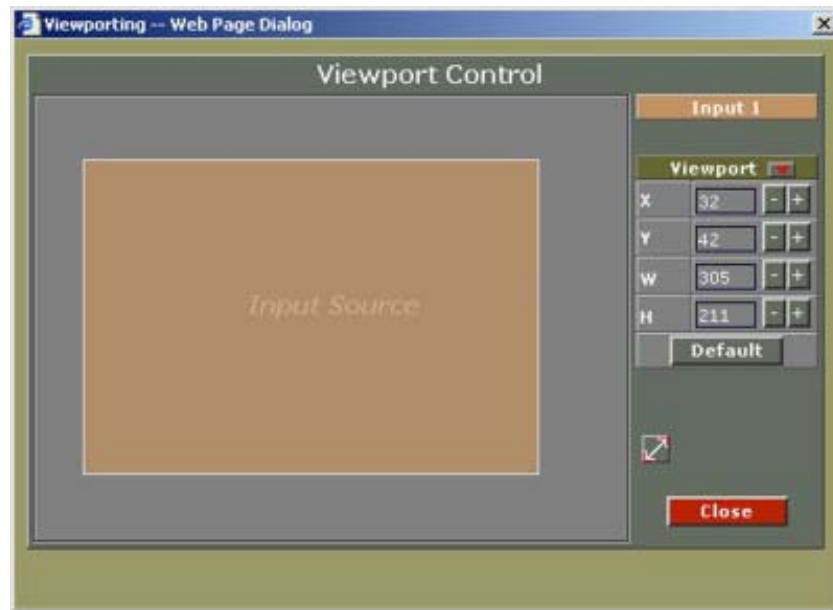 Viewporting -- Web Page Dialog
Viewport Control
Input 1
Viewport
X 32 - +
Y 42 - +
W 305 - +
H 211 - +
Input Source
Default
Close